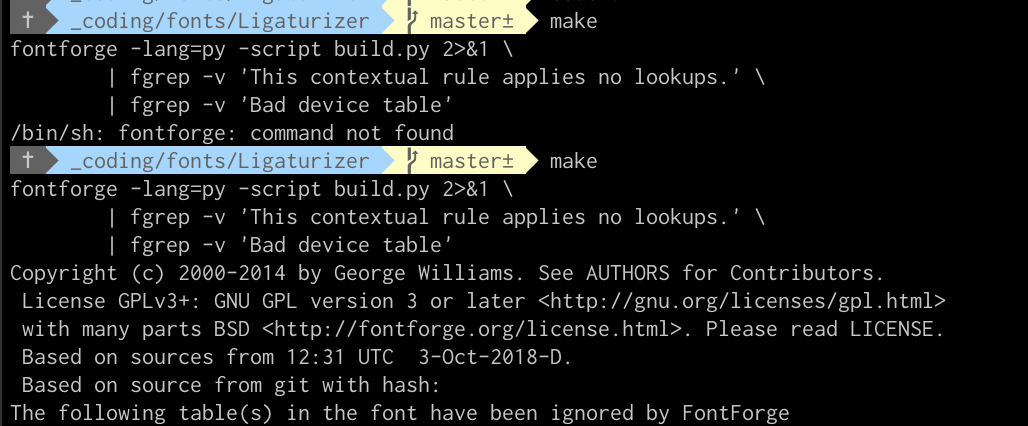 † _coding/fonts/Ligaturizer master± make
fontforge -lang=py -script build.py 2>&1 \
| fgrep -v 'This contextual rule applies no lookups.' \
| fgrep -v 'Bad device table'
/bin/sh: fontforge: command not found
† _coding/fonts/Ligaturizer master± make
fontforge -lang=py -script build.py 2>&1 \
| fgrep -v 'This contextual rule applies no lookups.' \
| fgrep -v 'Bad device table'
Copyright (c) 2000-2014 by George Williams. See AUTHORS for Contributors.
License GPLv3+: GNU GPL version 3 or later <http://gnu.org/licenses/gpl.html>
with many parts BSD <http://fontforge.org/license.html>. Please read LICENSE.
Based on sources from 12:31 UTC  3-Oct-2018-D.
Based on source from git with hash:
The following table(s) in the font have been ignored by FontForge